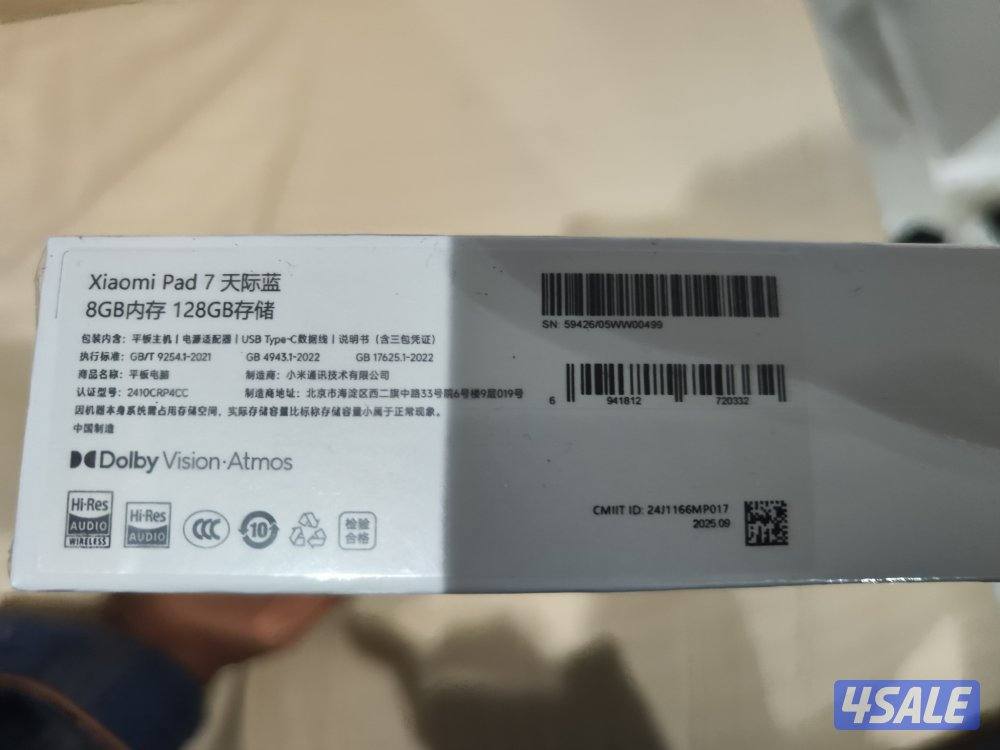 Xiaomi Pad 7 天际蓝
8GB内存 128GB存储
包装内含：平板主机 | 电源适配器 | USB Type-C数据线 | 说明书（含三包凭证）
执行标准：GB/T 9254.1-2021 GB 4943.1-2022 GB 17625.1-2022
商品名称：平板电脑 制造商：小米通讯技术有限公司
认证型号：2410CRP4CC 制造商地址：北京市海淀区西二旗中路33号院6号楼9层019号
因机器本身系统需占用存储空间，实际存储容量比标称存储容量小属于正常现象。
中国制造
Dolby Vision·Atmos
Hi-Res
AUDIO
WIRELESS
Hi-Res
AUDIO
CCC
10
检验
合格
SN: 59426/05WW00499
6 941812 720332
CMIIT ID: 24J1166MP017
2025.09
4SALE